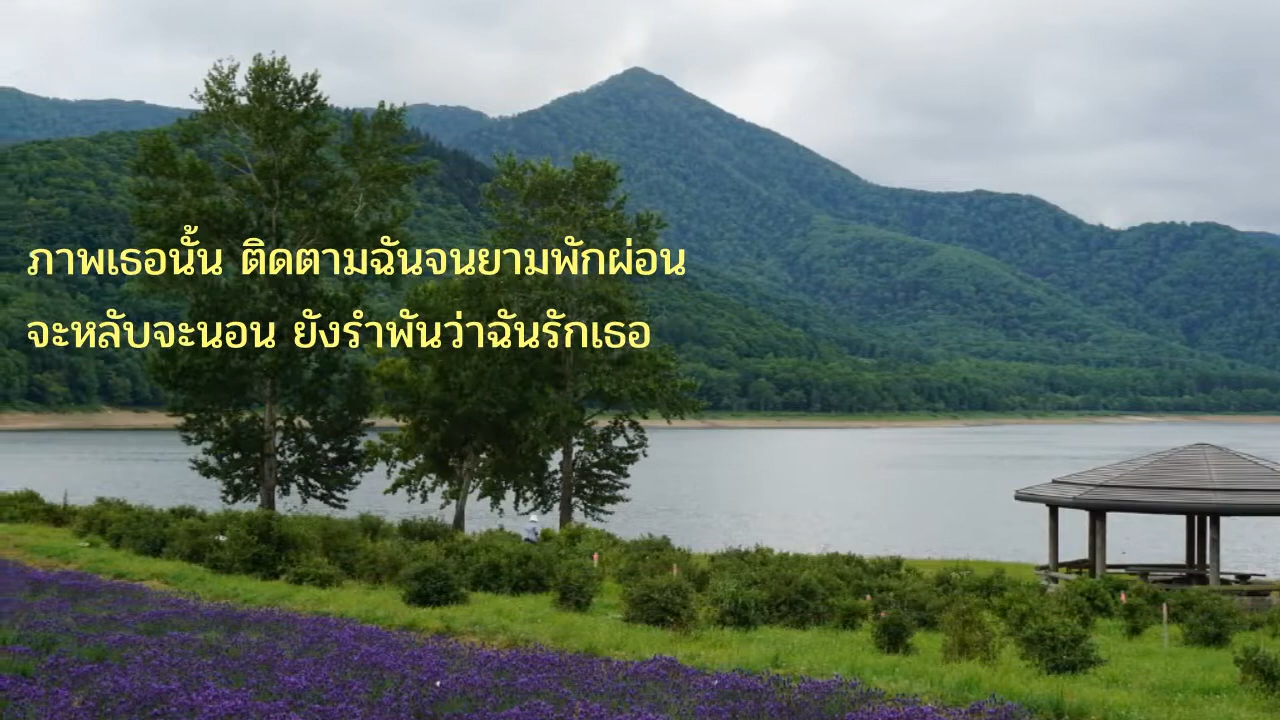 ภาพเธอนั้น ติดตามฉันจนยามพักผ่อน
จะหลับจะนอน ยังรำพันว่าฉันรักเธอ